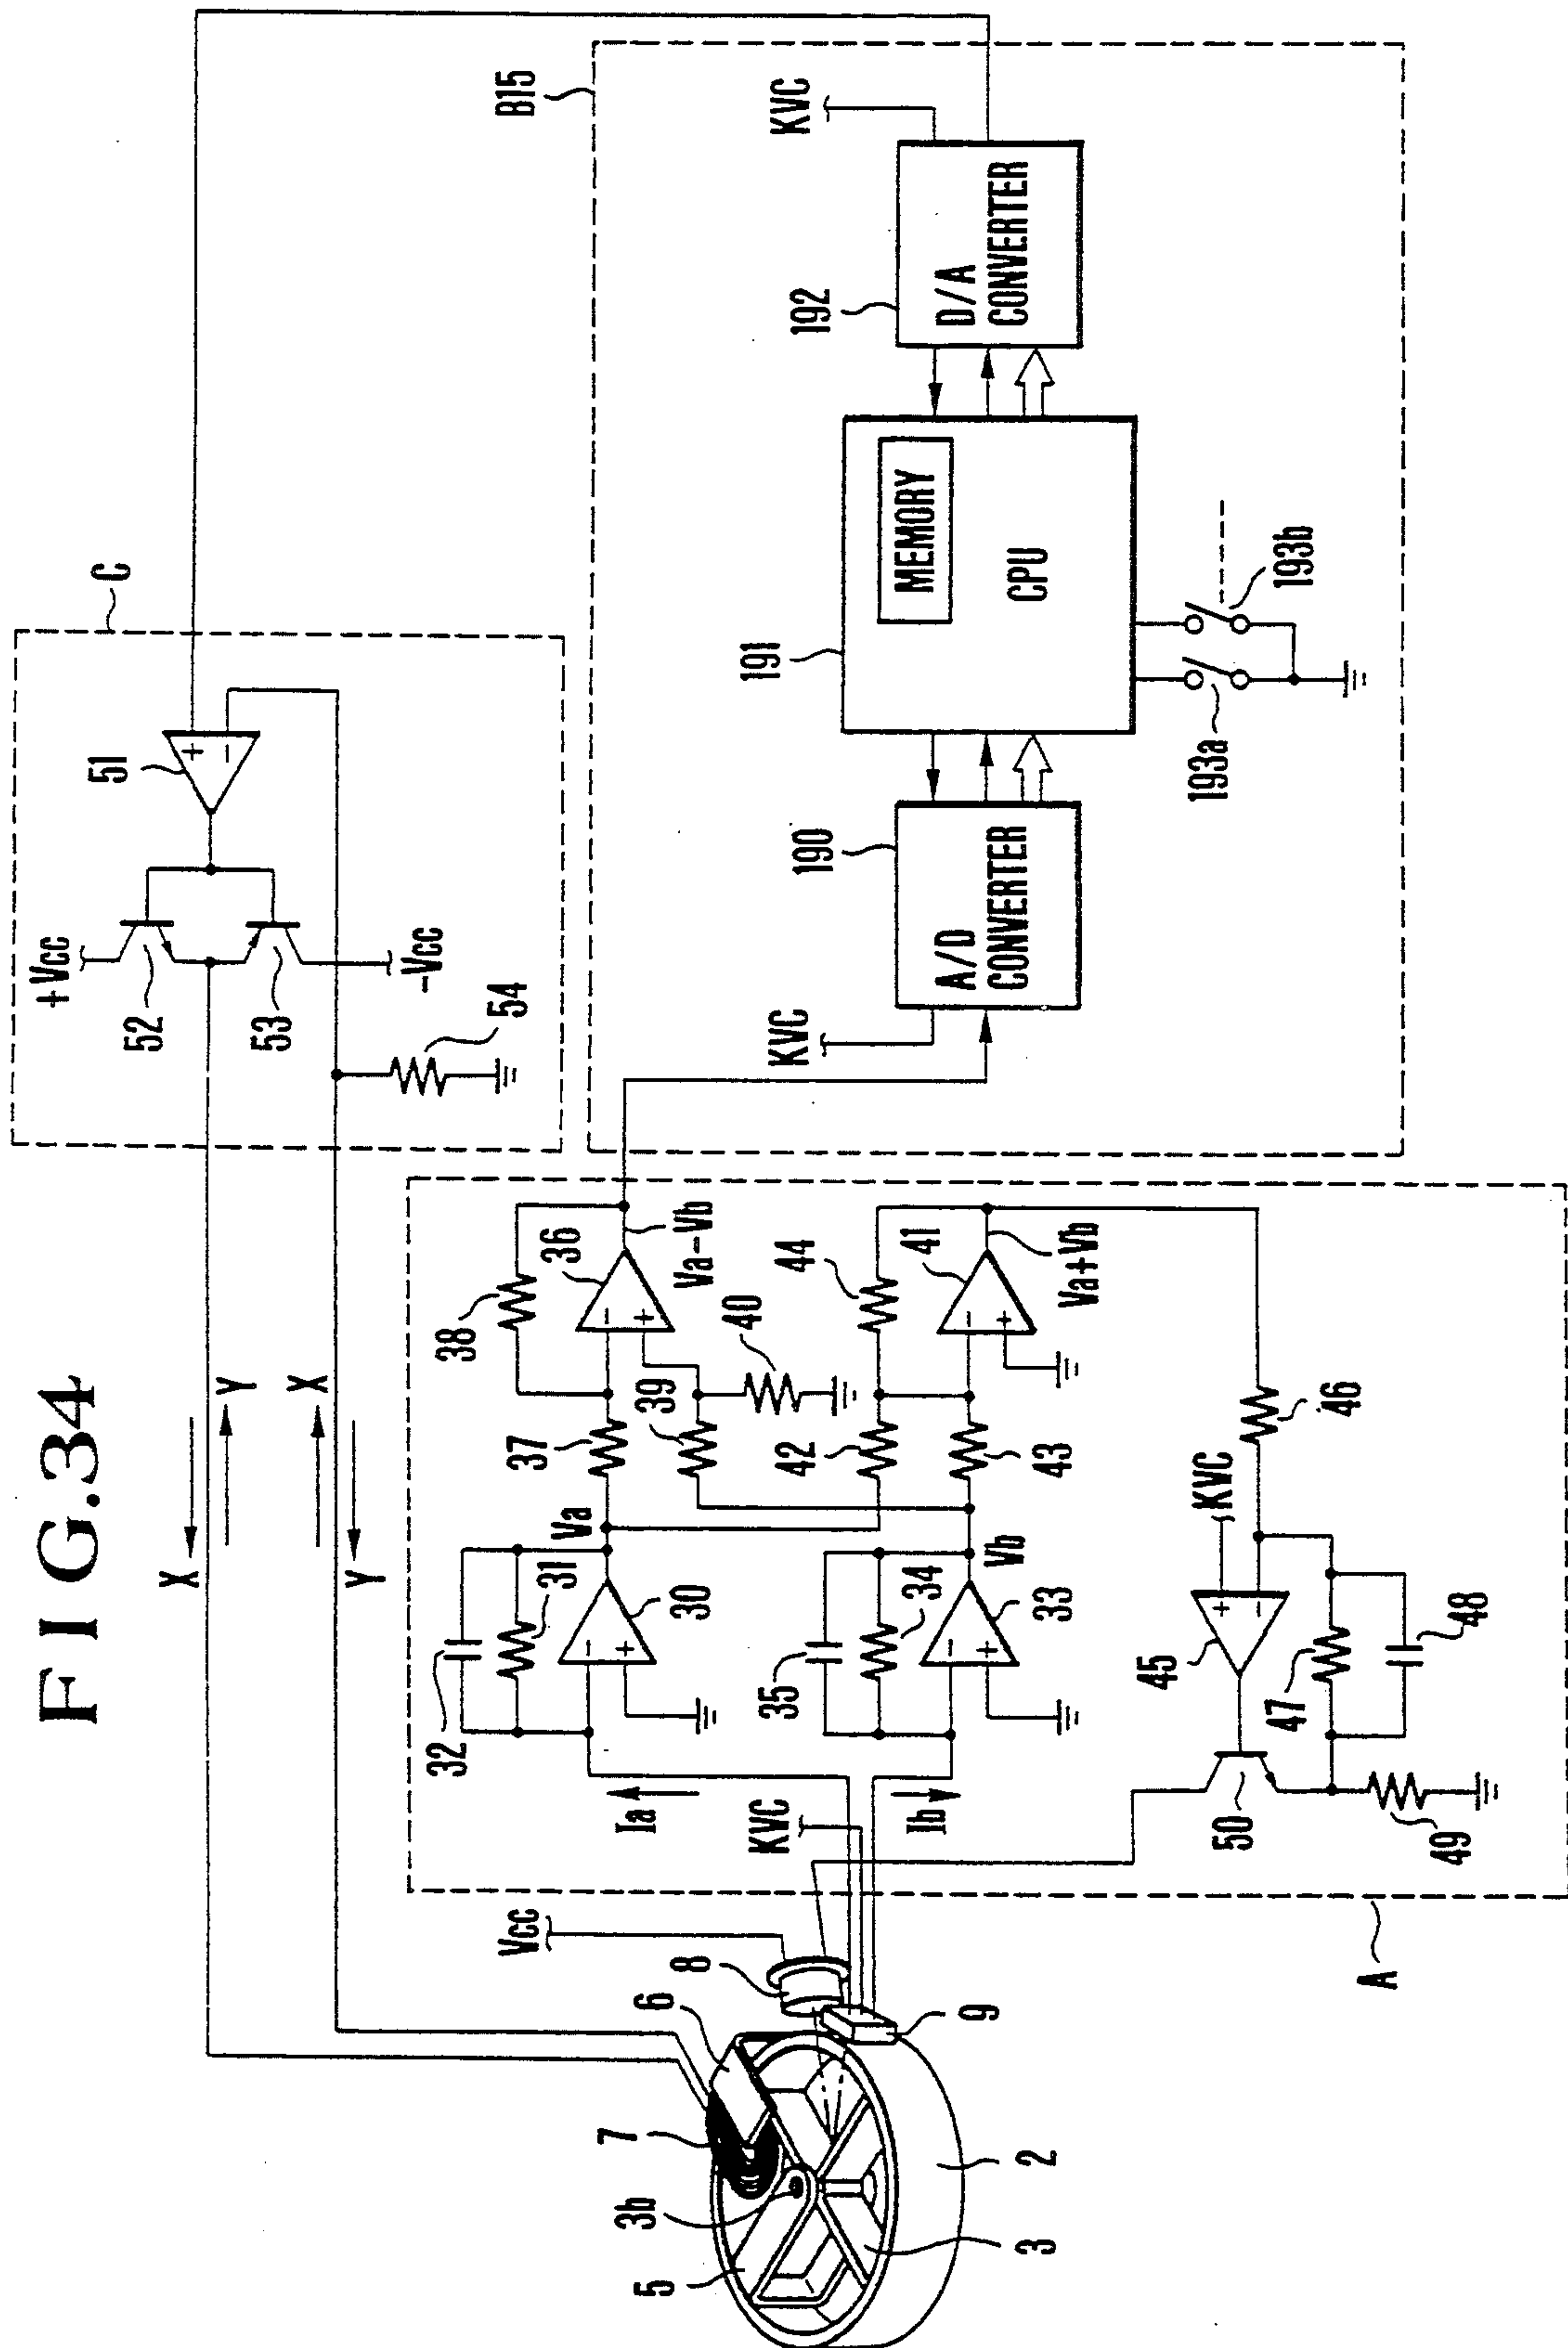 FIG.34
X
Y
X
Y
C
+Vcc
52
53
-Vcc
54
51
B15
KVC
190
A/D
CONVERTER
191
MEMORY
CPU
193a
193b
192
D/A
CONVERTER
KVC
A
32
31
30
Va
37
38
36
Va-Vb
39
40
Ia
KVC
Ib
35
34
33
Vb
42
43
44
41
Va+Vb
46
KVC
45
47
48
50
49
Vcc
8
6
7
3b
5
9
2
3